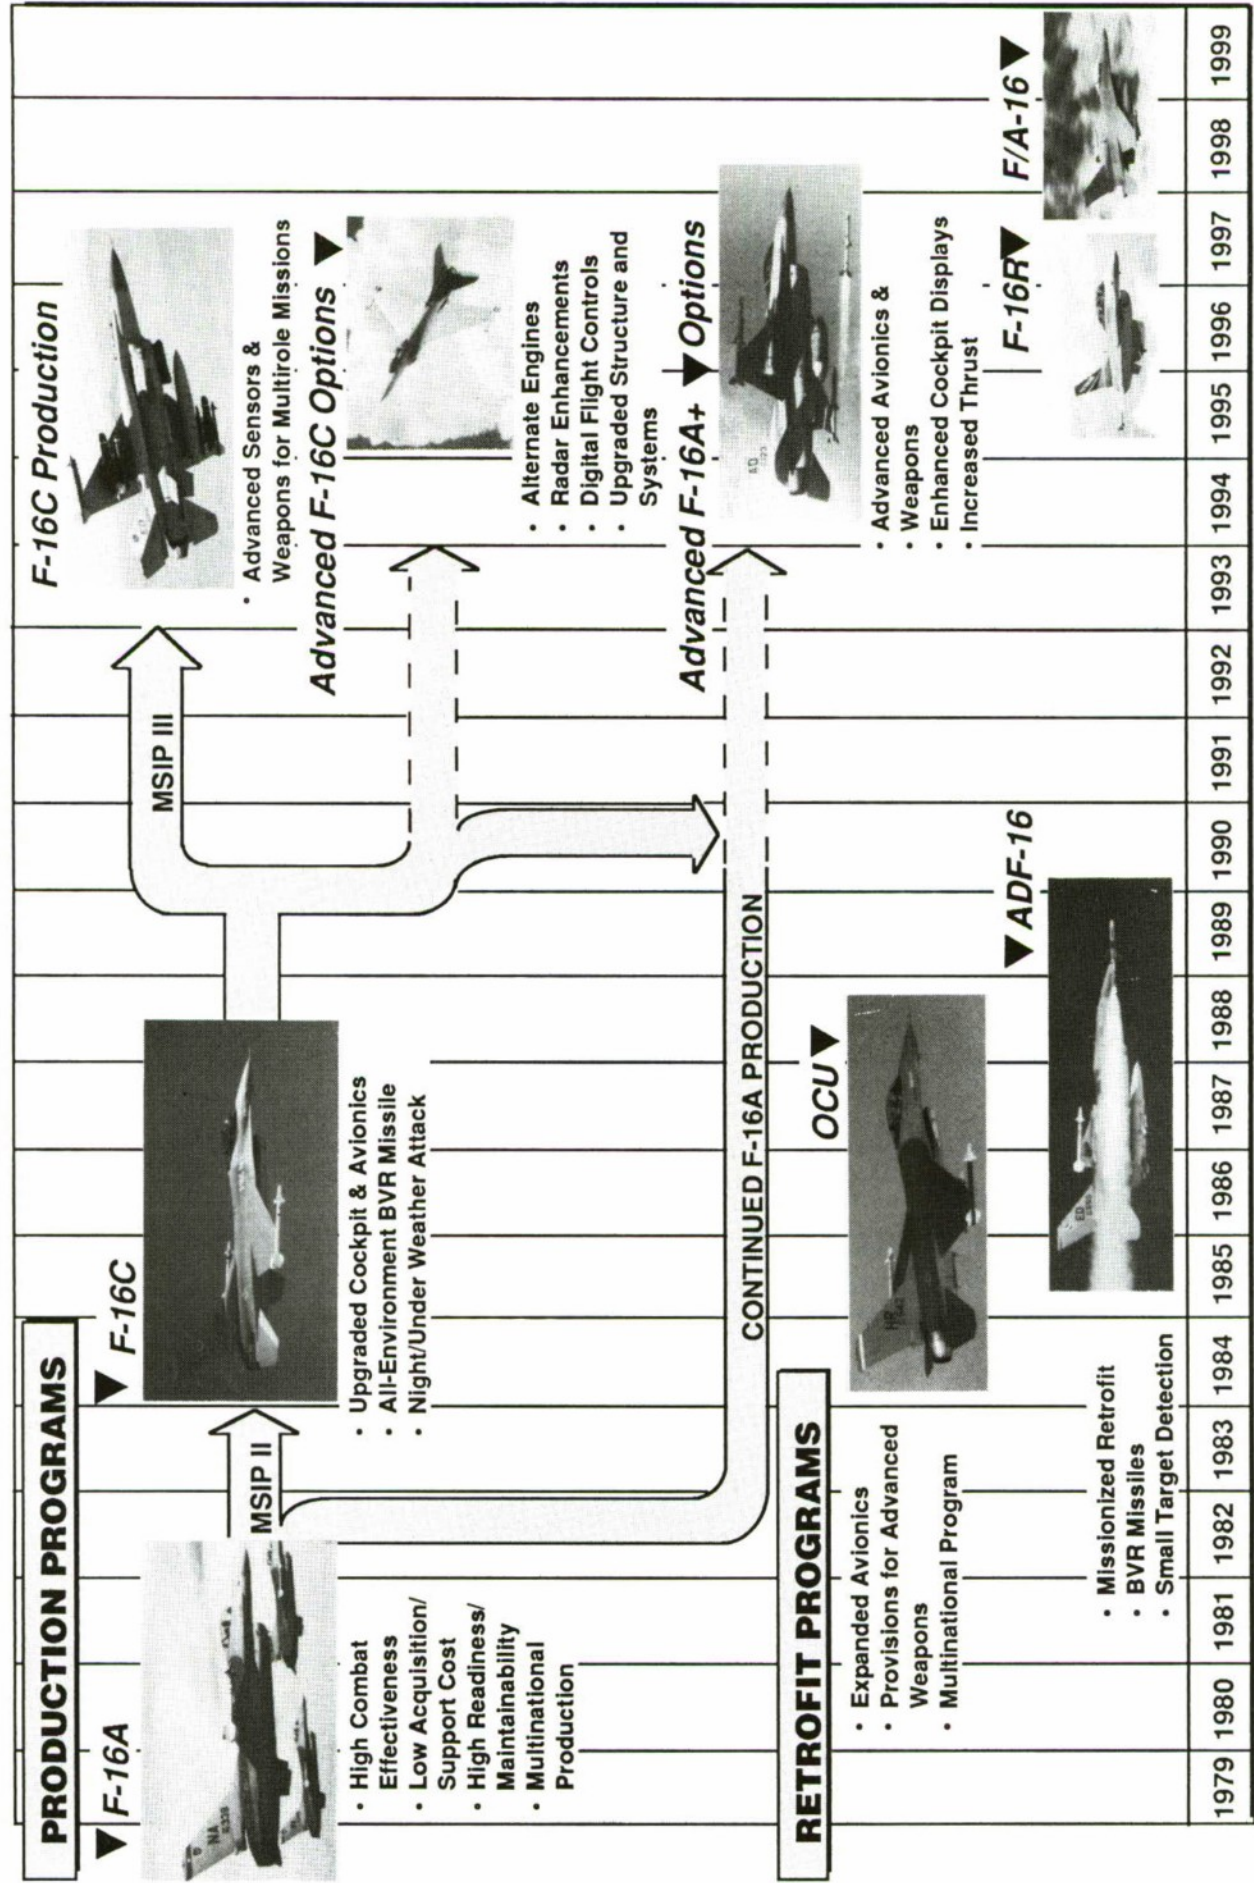 PRODUCTION PROGRAMS
F-16A
NA
• High Combat
Effectiveness
• Low Acquisition/
Support Cost
• High Readiness/
Maintainability
• Multinational
Production
MSIP II
F-16C
• Upgraded Cockpit & Avionics
• All-Environment BVR Missile
• Night/Under Weather Attack
MSIP III
F-16C Production
• Advanced Sensors &
Weapons for Multirole Missions
Advanced F-16C Options
• Alternate Engines
• Radar Enhancements
• Digital Flight Controls
• Upgraded Structure and
Systems
CONTINUED F-16A PRODUCTION
Advanced F-16A+ Options
AD
• Advanced Avionics &
• Weapons
• Enhanced Cockpit Displays
• Increased Thrust
RETROFIT PROGRAMS
• Expanded Avionics
• Provisions for Advanced
Weapons
• Multinational Program
OCU
HR
• Missionized Retrofit
• BVR Missiles
• Small Target Detection
ADF-16
ED
F-16R
F/A-16
1979 1980 1981 1982 1983 1984 1985 1986 1987 1988 1989 1990 1991 1992 1993 1994 1995 1996 1997 1998 1999